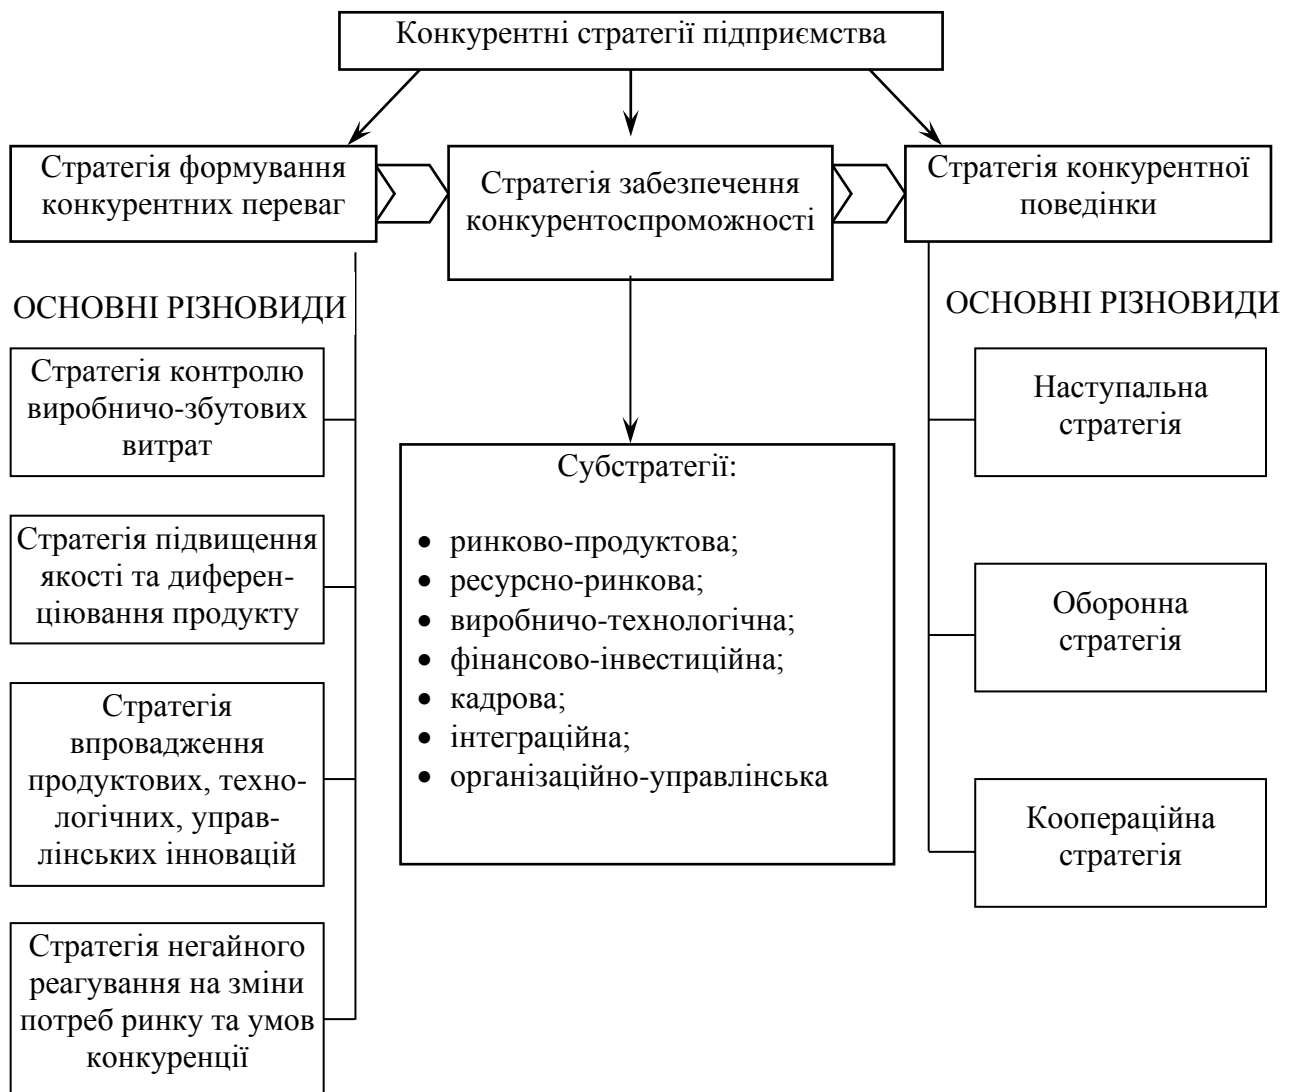 Конкурентні стратегії підприємства
Стратегія формування
конкурентних переваг
Стратегія забезпечення
конкурентоспроможності
Стратегія конкурентної
поведінки
ОСНОВНІ РІЗНОВИДИ
Стратегія контролю
виробничо-збутових
витрат
Стратегія підвищення
якості та диферен-
ціювання продукту
Стратегія
впровадження
продуктових, техно-
логічних, управ-
лінських інновацій
Стратегія негайного
реагування на зміни
потреб ринку та умов
конкуренції
Субстратегії:
• ринково-продуктова;
• ресурсно-ринкова;
• виробничо-технологічна;
• фінансово-інвестиційна;
• кадрова;
• інтеграційна;
• організаційно-управлінська
ОСНОВНІ РІЗНОВИДИ
Наступальна
стратегія
Оборонна
стратегія
Коопераційна
стратегія